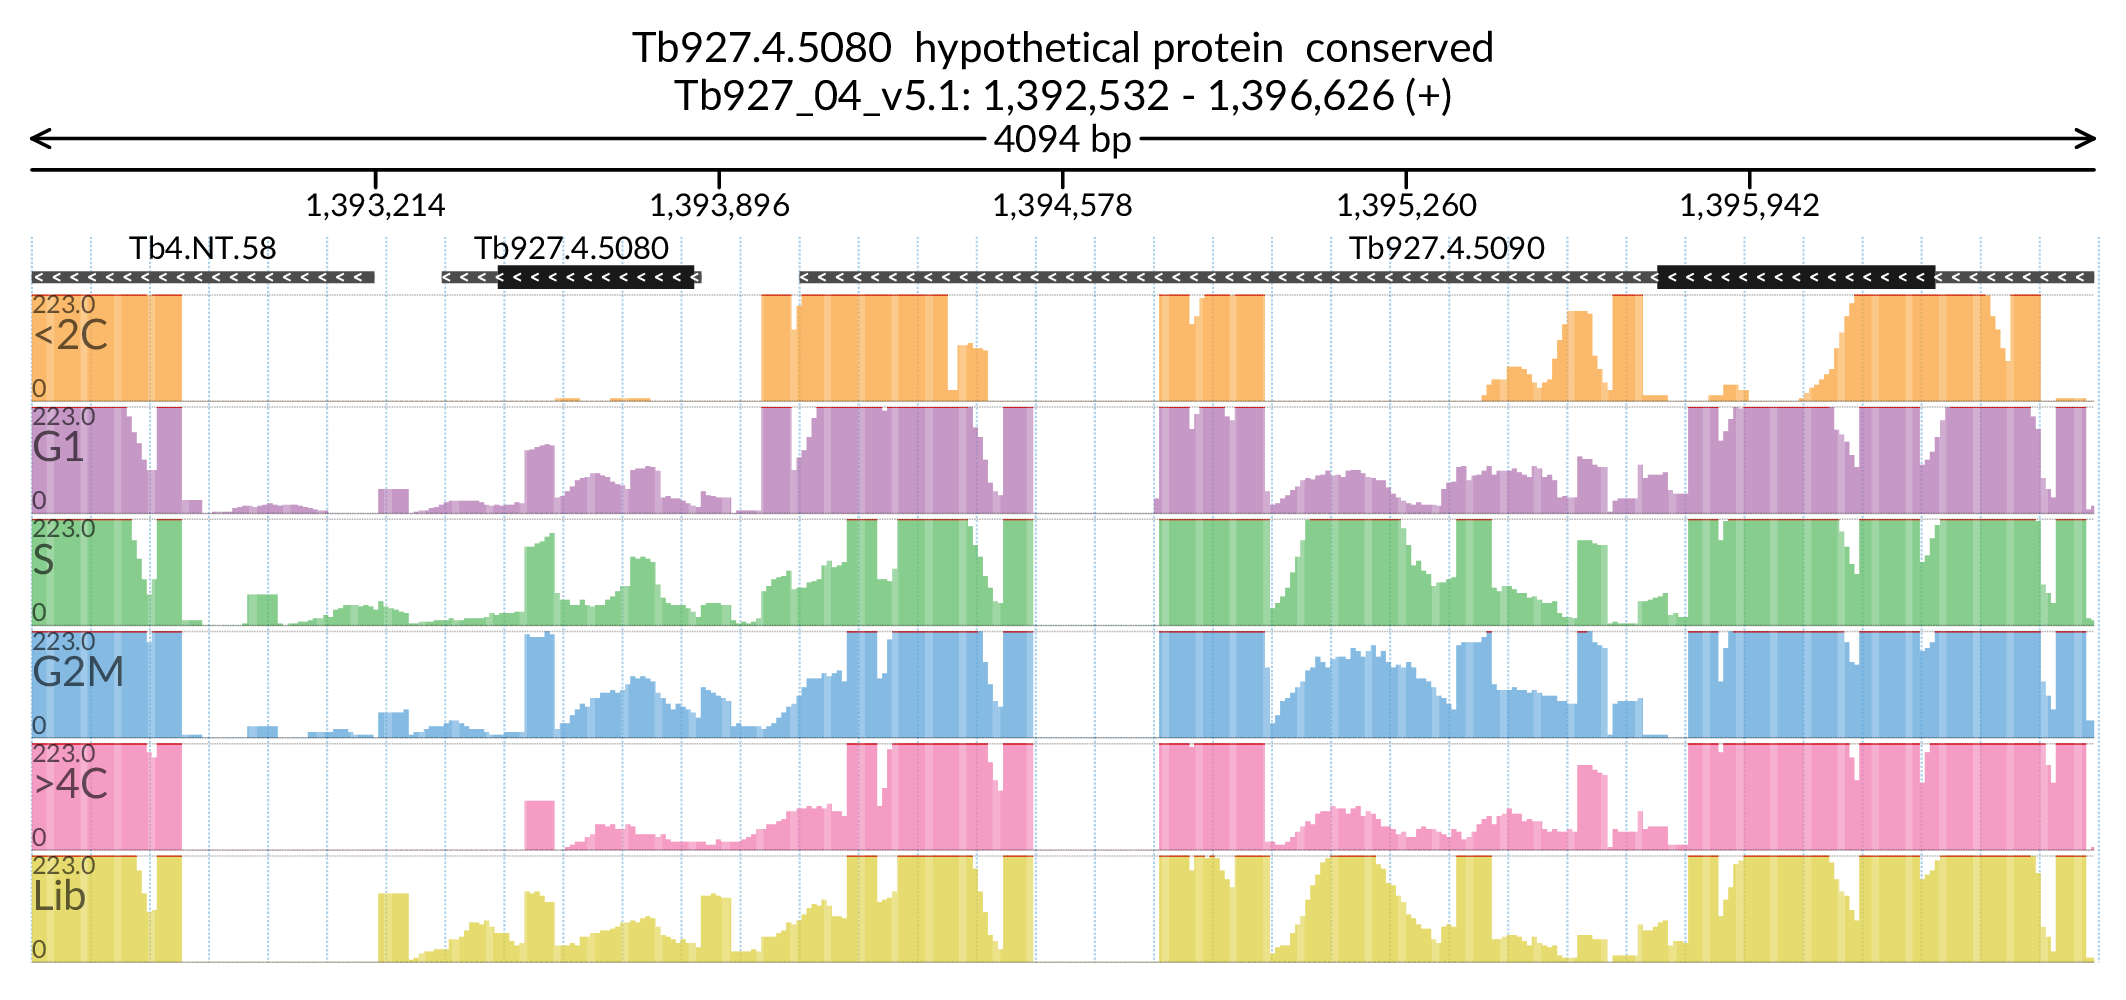 Tb927.4.5080 hypothetical protein conserved
Tb927_04_v5.1: 1,392,532 - 1,396,626 (+)
4094 bp
1,393,214 1,393,896 1,394,578 1,395,260 1,395,942
Tb4.NT.58 Tb927.4.5080 Tb927.4.5090
223.0
<2C
0
223.0
G1
0
223.0
S
0
223.0
G2M
0
223.0
>4C
0
223.0
Lib
0